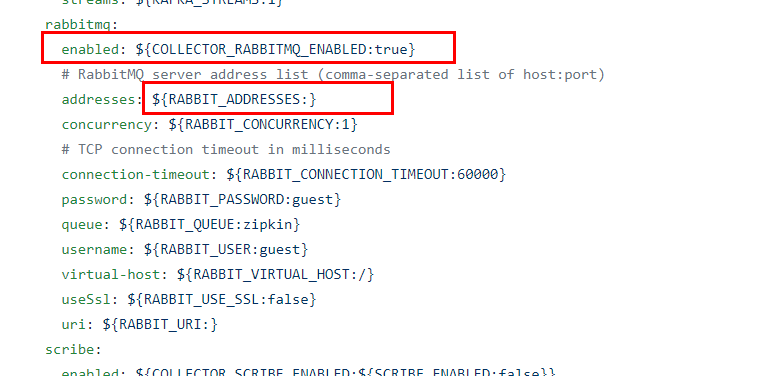 streams: ${KAFKA_STREAMS:1}
rabbitmq:
enabled: ${COLLECTOR_RABBITMQ_ENABLED:true}
# RabbitMQ server address list (comma-separated list of host:port)
addresses: ${RABBIT_ADDRESSES:}
concurrency: ${RABBIT_CONCURRENCY:1}
# TCP connection timeout in milliseconds
connection-timeout: ${RABBIT_CONNECTION_TIMEOUT:60000}
password: ${RABBIT_PASSWORD:guest}
queue: ${RABBIT_QUEUE:zipkin}
username: ${RABBIT_USER:guest}
virtual-host: ${RABBIT_VIRTUAL_HOST:/}
useSsl: ${RABBIT_USE_SSL:false}
uri: ${RABBIT_URI:}
scribe:
enabled: ${COLLECTOR_SCRIBE_ENABLED:${SCRIBE_ENABLED:false}}